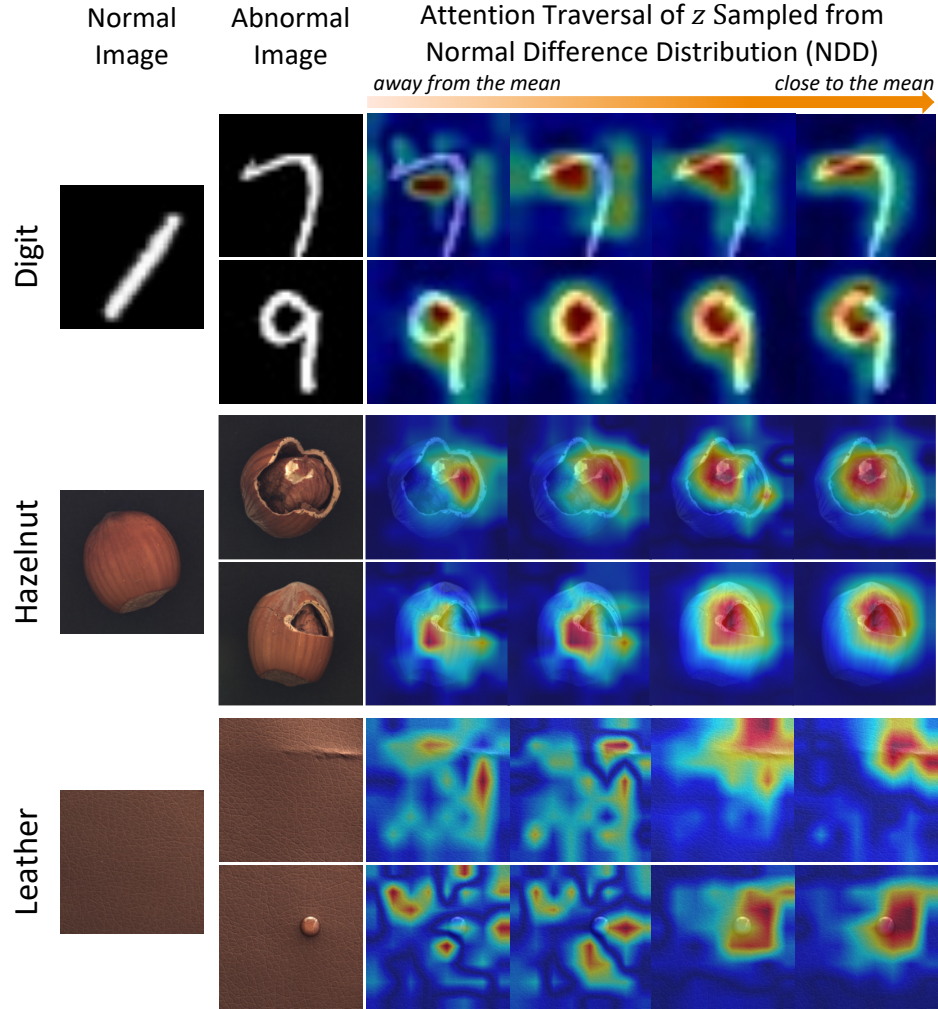 Normal
Image
Abnormal
Image
Attention Traversal of z Sampled from
Normal Difference Distribution (NDD)
away from the mean
close to the mean
Digit
Hazelnut
Leather